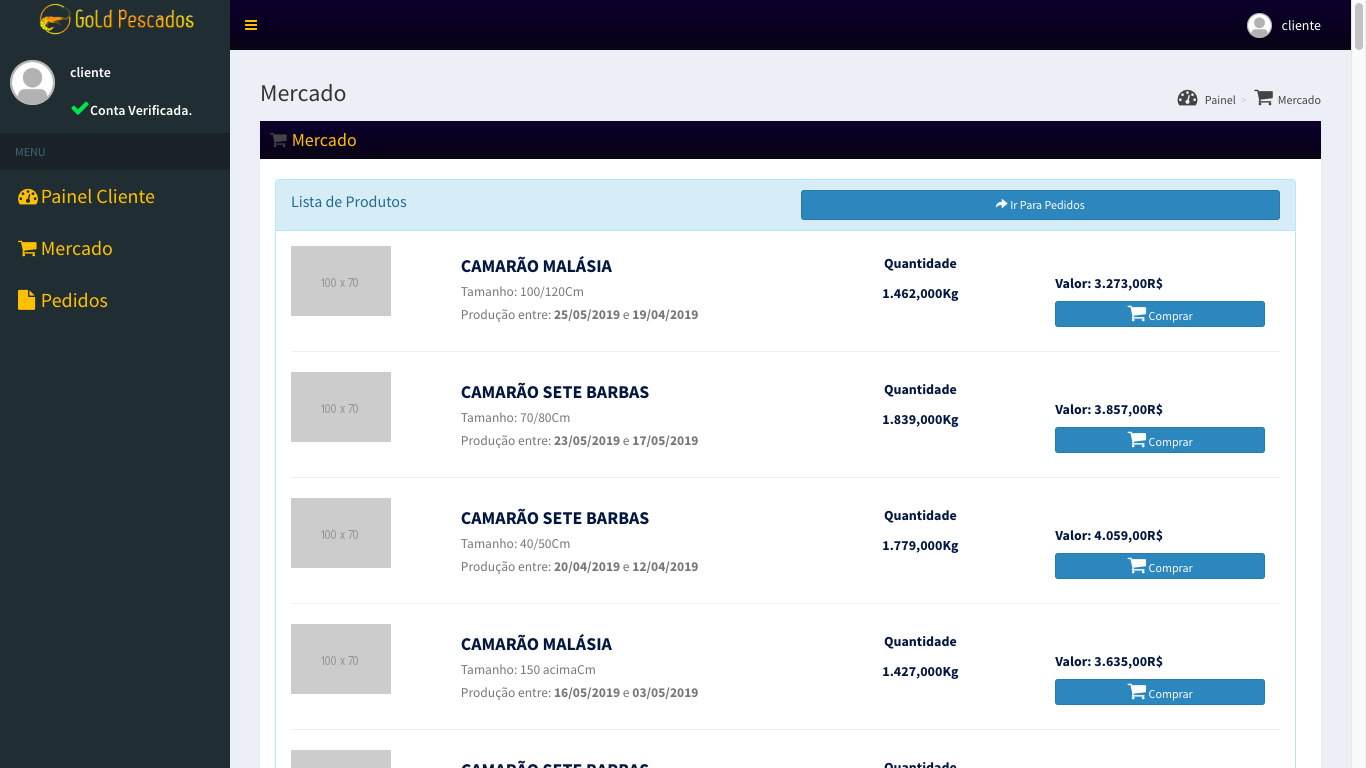 Gold Pescados
cliente
cliente
Conta Verificada.
MENU
Painel Cliente
Mercado
Pedidos
Mercado
Painel > Mercado
Mercado
Lista de Produtos
Ir Para Pedidos
100 x 70
CAMARÃO MALÁSIA
Tamanho: 100/120Cm
Produção entre: 25/05/2019 e 19/04/2019
Quantidade
1.462,000Kg
Valor: 3.273,00R$
Comprar
100 x 70
CAMARÃO SETE BARBAS
Tamanho: 70/80Cm
Produção entre: 23/05/2019 e 17/05/2019
Quantidade
1.839,000Kg
Valor: 3.857,00R$
Comprar
100 x 70
CAMARÃO SETE BARBAS
Tamanho: 40/50Cm
Produção entre: 20/04/2019 e 12/04/2019
Quantidade
1.779,000Kg
Valor: 4.059,00R$
Comprar
100 x 70
CAMARÃO MALÁSIA
Tamanho: 150 acimaCm
Produção entre: 16/05/2019 e 03/05/2019
Quantidade
1.427,000Kg
Valor: 3.635,00R$
Comprar
CAMARÃO SETE BARBAS
Quantidade